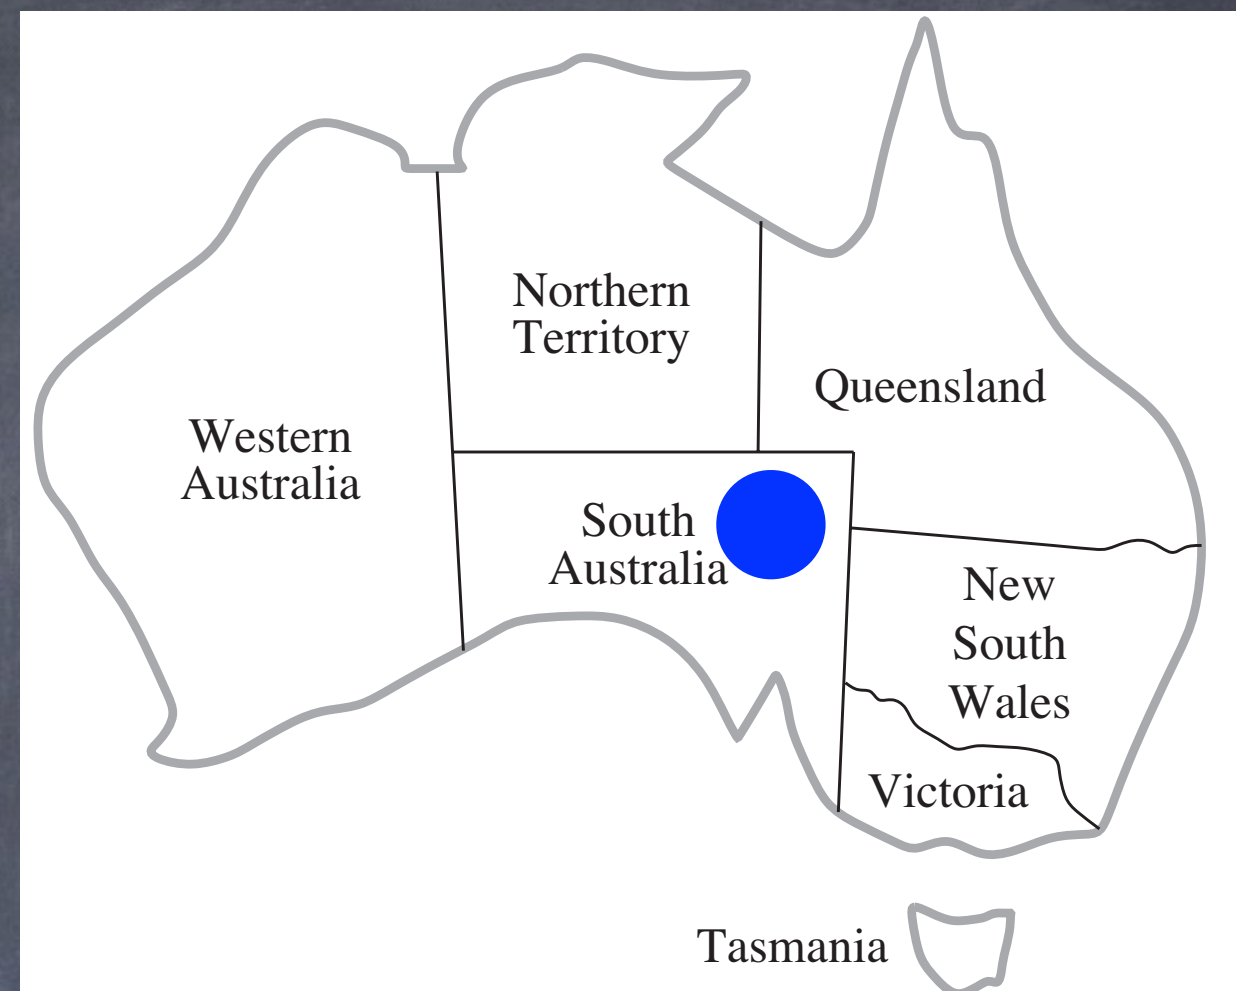 Northern
Territory
Queensland
Western
Australia
South
Australia
New
South
Wales
Victoria
Tasmania